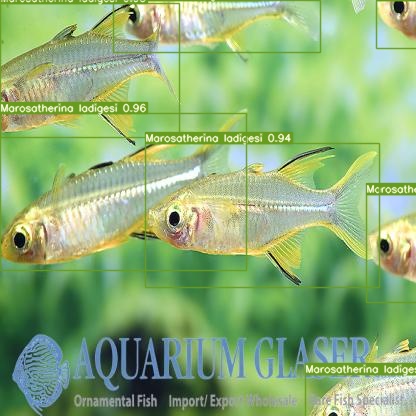 Marosatherina ladigesi 0.96
Marosatherina ladigesi 0.94
Marosathe
Marosatherina ladiges
AQUARIUM GLASER
Ornamental Fish Import/ Export Wholesale Rare Fish Specialist